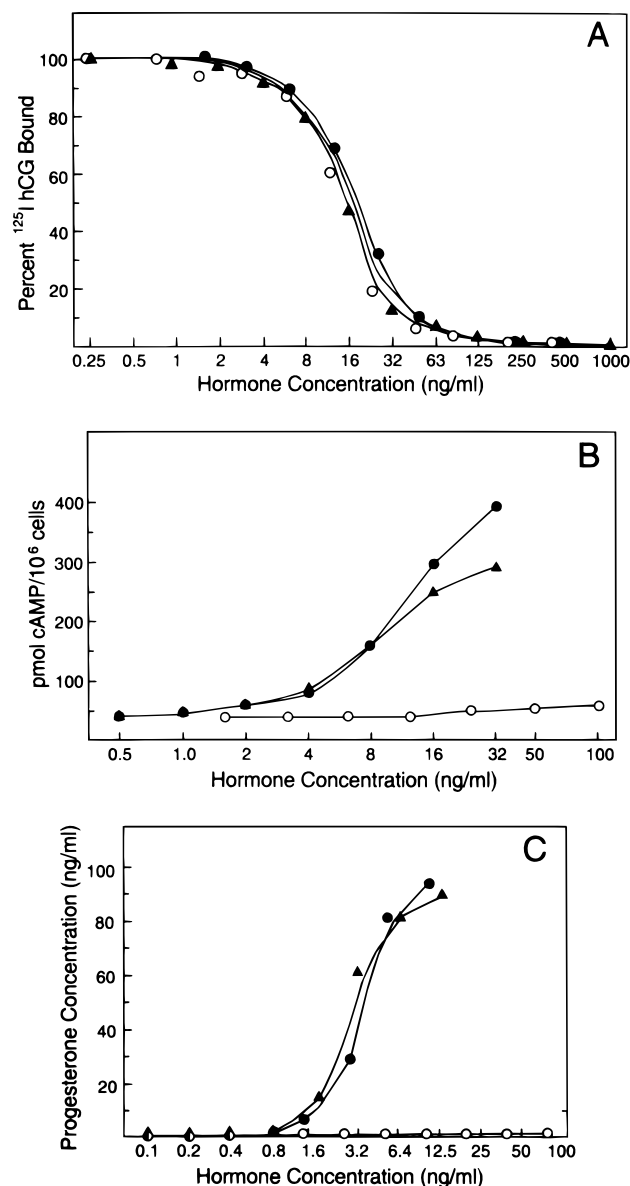 A
Percent ¹²⁵I hCG Bound
100
80
60
40
20
0.25 0.5 1 2 4 8 16 32 63 125 250 500 1000
Hormone Concentration (ng/ml)
B
pmol cAMP/10⁶ cells
400
300
200
100
0.5 1.0 2 4 8 16 32 50 100
Hormone Concentration (ng/ml)
C
Progesterone Concentration (ng/ml)
100
80
60
40
20
0.1 0.2 0.4 0.8 1.6 3.2 6.4 12.5 25 50 100
Hormone Concentration (ng/ml)